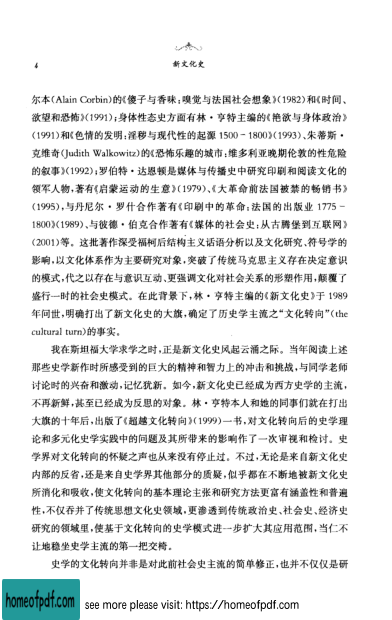 4
新文化史
尔本(Alain Corbin)的《傻子与香味:嗅觉与法国社会想象》(1982)和《时间、
欲望和恐怖》(1991);身体性态史方面有林·亨特主编的《艳欲与身体政治》
(1991)和《色情的发明:淫秽与现代性的起源 1500-1800》(1993)、朱蒂斯·
克维奇(Judith Walkowitz)的《恐怖乐趣的城市:维多利亚晚期伦敦的性危险
的叙事》(1992);罗伯特·达恩顿是媒体与传播史中研究印刷和阅读文化的
领军人物,著有《启蒙运动的生意》(1979)、《大革命前法国被禁的畅销书》
(1995),与丹尼尔·罗什合作著有《印刷中的革命:法国的出版业 1775-
1800》(1989)、与彼德·伯克合作著有《媒体的社会史:从古腾堡到互联网》
(2001)等。这批著作深受福柯后结构主义话语分析以及文化研究、符号学的
影响,以文化体系作为主要研究对象,突破了传统马克思主义存在决定意识
的模式,代之以存在与意识互动、更强调文化对社会关系的形塑作用,颠覆了
盛行一时的社会史模式。在此背景下,林·亨特主编的《新文化史》于 1989
年问世,明确打出了新文化史的大旗,确定了历史学主流之“文化转向”(the
cultural turn)的事实。
我在斯坦福大学求学之时,正是新文化史风起云涌之际。当年阅读上述
那些史学新作时所感受到的巨大的精神和智力上的冲击和挑战,与同学老师
讨论时的兴奋和激动,记忆犹新。如今,新文化史已经成为西方史学的主流,
不再新鲜,甚至已经成为反思的对象。林·亨特本人和她的同事们就在打出
大旗的十年后,出版了《超越文化转向》(1999)一书,对文化转向后的史学理
论和多元化史学实践中的问题及其所带来的影响作了一次审视和检讨。史
学界对文化转向的怀疑之声也从来没有停止过。不过,无论是来自新文化史
内部的反省,还是来自史学界其他部分的质疑,似乎都在不断地被新文化史
所消化和吸收,使文化转向的基本理论主张和研究方法更富有涵盖性和普遍
性,不仅吞并了传统思想文化史领域,更渗透到传统政治史、社会史、经济史
研究的领域里,使基于文化转向的史学模式进一步扩大其应用范围,当仁不
让地稳坐史学主流的第一把交椅。
史学的文化转向并非是对此前社会史主流的简单修正,也并不仅仅是研
homeofpdf.com
see more please visit: https://homeofpdf.com